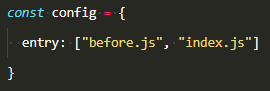 const config = {
entry: ["before.js", "index.js"]
}